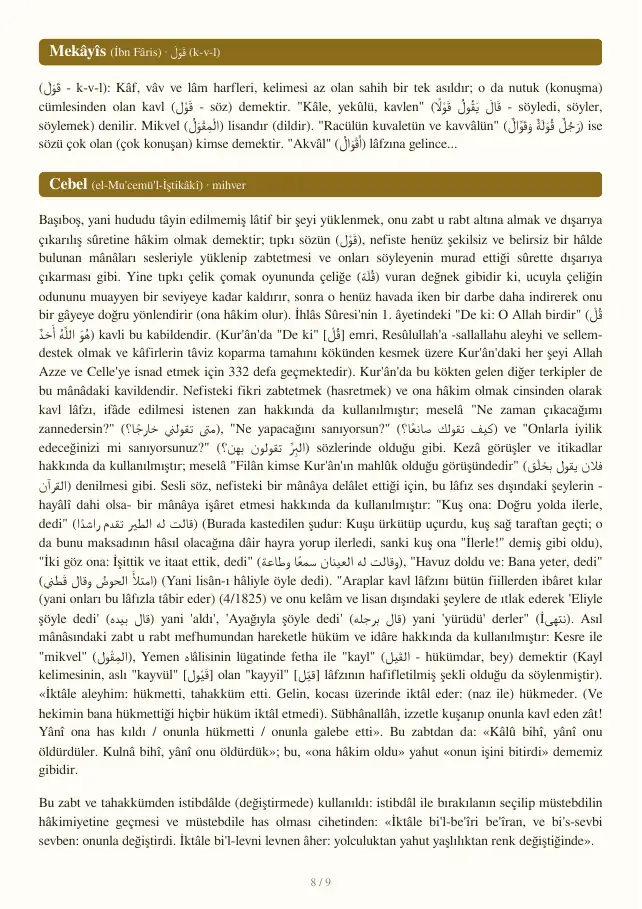 Mekâyîs (İbn Fâris) · قَوْلَ (k-v-l)
(قَوْلَ - k-v-l): Kâf, vâv ve lâm harfleri, kelimesi az olan sahih bir tek asıldır; o da nutuk (konuşma)
cümlesinden olan kavl (قَوْل - söz) demektir. "Kâle, yekûlü, kavlen" (قَالَ يَقُولُ قَوْلًا - söyledi, söyler,
söylemek) denilir. Mikvel (الْمِقْوَلُ) lisandır (dildir). "Racülün kuvaletün ve kavvâlün" (رَجُلٌ قُوَلَةٌ وَقَوَّالٌ) ise
sözü çok olan (çok konuşan) kimse demektir. "Akvâl" (أَقْوَالُ) lâfzına gelince...
Cebel (el-Mu'cemü'l-İştikâkî) · mihver
Başıboş, yani hududu tâyin edilmemiş lâtif bir şeyi yüklenmek, onu zabt u rabt altına almak ve dışarıya
çıkarılış sûretine hâkim olmak demektir; tıpkı sözün (قَوْل), nefiste henüz şekilsiz ve belirsiz bir hâlde
bulunan mânâları sesleriyle yüklenip zabtetmesi ve onları söyleyenin murad ettiği sûrette dışarıya
çıkarması gibi. Yine tıpkı çelik çomak oyununda çeliğe (قُلَة) vuran değnek gibidir ki, ucuyla çeliğin
odununu muayyen bir seviyeye kadar kaldırır, sonra o henüz havada iken bir darbe daha indirerek onu
bir gâyeye doğru yönlendirir (ona hâkim olur). İhlâs Sûresi'nin 1. âyetindeki "De ki: O Allah birdir" (قُلْ
هُوَ اللَّهُ أَحَدٌ) kavli bu kabildendir. (Kur'ân'da "De ki" [قُلْ] emri, Resûlullah'a -sallallahu aleyhi ve sellem-
destek olmak ve kâfirlerin tâviz koparma tamahını kökünden kesmek üzere Kur'ân'daki her şeyi Allah
Azze ve Celle'ye isnad etmek için 332 defa geçmektedir). Kur'ân'da bu kökten gelen diğer terkipler de
bu mânâdaki kavildendir. Nefisteki fikri zabtetmek (hasretmek) ve ona hâkim olmak cinsinden olarak
kavl lâfzı, ifâde edilmesi istenen zan hakkında da kullanılmıştır; meselâ "Ne zaman çıkacağımı
zannedersin?" (متى تقولني خارجًا؟), "Ne yapacağını sanıyorsun?" (كيف تقولك صانعًا؟) ve "Onlarla iyilik
edeceğinizi mi sanıyorsunuz?" (البِرَّ تقولون بهن؟) sözlerinde olduğu gibi. Kezâ görüşler ve itikadlar
hakkında da kullanılmıştır; meselâ "Filân kimse Kur'ân'ın mahlûk olduğu görüşündedir" (فلان يقول بخَلْق
القرآن) denilmesi gibi. Sesli söz, nefisteki bir mânaya delâlet ettiği için, bu lâfız ses dışındaki şeylerin -
hayâlî dahi olsa- bir mânâya işâret etmesi hakkında da kullanılmıştır: "Kuş ona: Doğru yolda ilerle,
dedi" (قالت له الطير تقدم راشدًا) (Burada kastedilen şudur: Kuşu ürkütüp uçurdu, kuş sağ taraftan geçti; o
da bunu maksadının hâsıl olacağına dâir hayra yorup ilerledi, sanki kuş ona "İlerle!" demiş gibi oldu),
"İki göz ona: İşittik ve itaat ettik, dedi" (وقالت له العينان سمعًا وطاعة), "Havuz doldu ve: Bana yeter, dedi"
(امتلأ الحوضُ وقال قَطْني) (Yani lisân-ı hâliyle öyle dedi). "Araplar kavl lâfzını bütün fiillerden ibâret kılar
(yani onları bu lâfızla tâbir eder) (4/1825) ve onu kelâm ve lisan dışındaki şeylere de ıtlak ederek 'Eliyle
şöyle dedi' (قال بيده) yani 'aldı', 'Ayağıyla şöyle dedi' (قال برجله) yani 'yürüdü' derler" (İنتهى). Asıl
mânâsındaki zabt u rabt mefhumundan hareketle hüküm ve idâre hakkında da kullanılmıştır: Kesre ile
"mikvel" (المِقْول), Yemen اهâlisinin lügatinde fetha ile "kayl" (القَيل - hükümdar, bey) demektir (Kayl
kelimesinin, aslı "kayvül" [قَيْوُل] olan "kayyil" [قيِّل] lâfzının hafifletilmiş şekli olduğu da söylenmiştir).
«İktâle aleyhim: hükmetti, tahakküm etti. Gelin, kocası üzerinde iktâl eder: (naz ile) hükmeder. (Ve
hekimin bana hükmettiği hiçbir hüküm iktâl etmedi). Sübhânallâh, izzetle kuşanıp onunla kavl eden zât!
Yânî ona has kıldı / onunla hükmetti / onunla galebe etti». Bu zabtdan da: «Kâlû bihî, yânî onu
öldürdüler. Kulnâ bihî, yânî onu öldürdük»; bu, «ona hâkim oldu» yahut «onun işini bitirdi» dememiz
gibidir.
Bu zabt ve tahakkümden istibdâlde (değiştirmede) kullanıldı: istibdâl ile bırakılanın seçilip müstebdilin
hâkimiyetine geçmesi ve müstebdile has olması cihetinden: «İktâle bi'l-be'îri be'îran, ve bi's-sevbi
sevben: onunla değiştirdi. İktâle bi'l-levni levnen âher: yolculuktan yahut yaşlılıktan renk değiştiğinde».
8 / 9